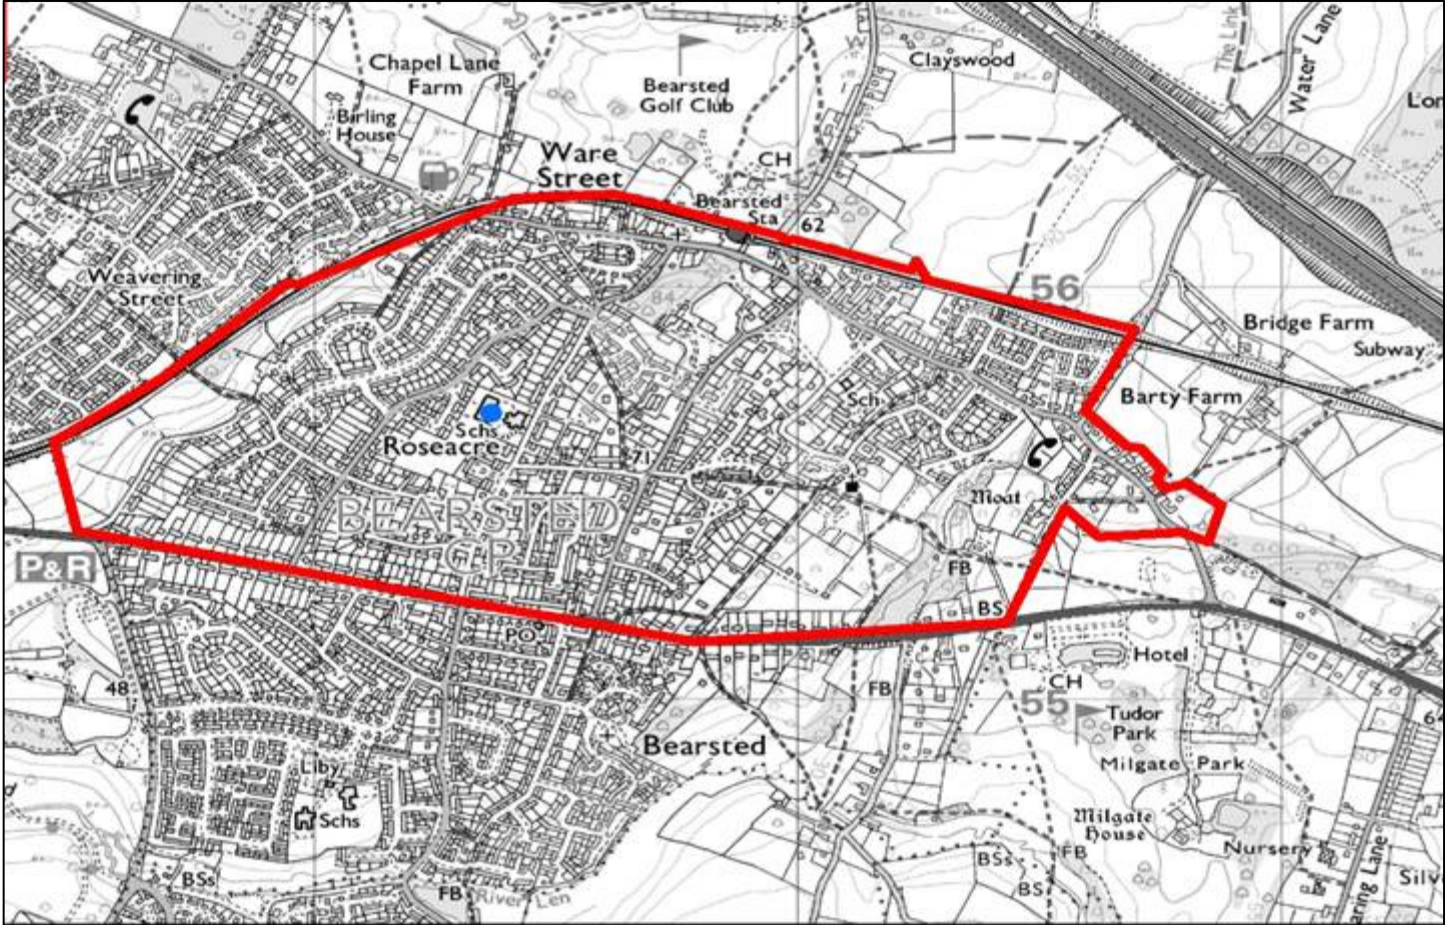 Chapel Lane
Farm
Bearsted
Golf Club
Clayswood
The Link
Water Lane
Lon
Birling
House
Ware
Street
CH
Bearsted
Sta
62
Weavering
Street
84
56
Bridge Farm
Subway
Barty Farm
Sch
Schs
Roseacre
71
Moat
BEARSTED
CP
P&R
FB
BS
PO
Hotel
CH
48
FB
55
Tudor
Park
Bearsted
Milgate Park
64
Liby
Schs
Milgate
House
Nursery
BSs
FB
BSs
BS
FB
River Len
aring Lane
Silv
d